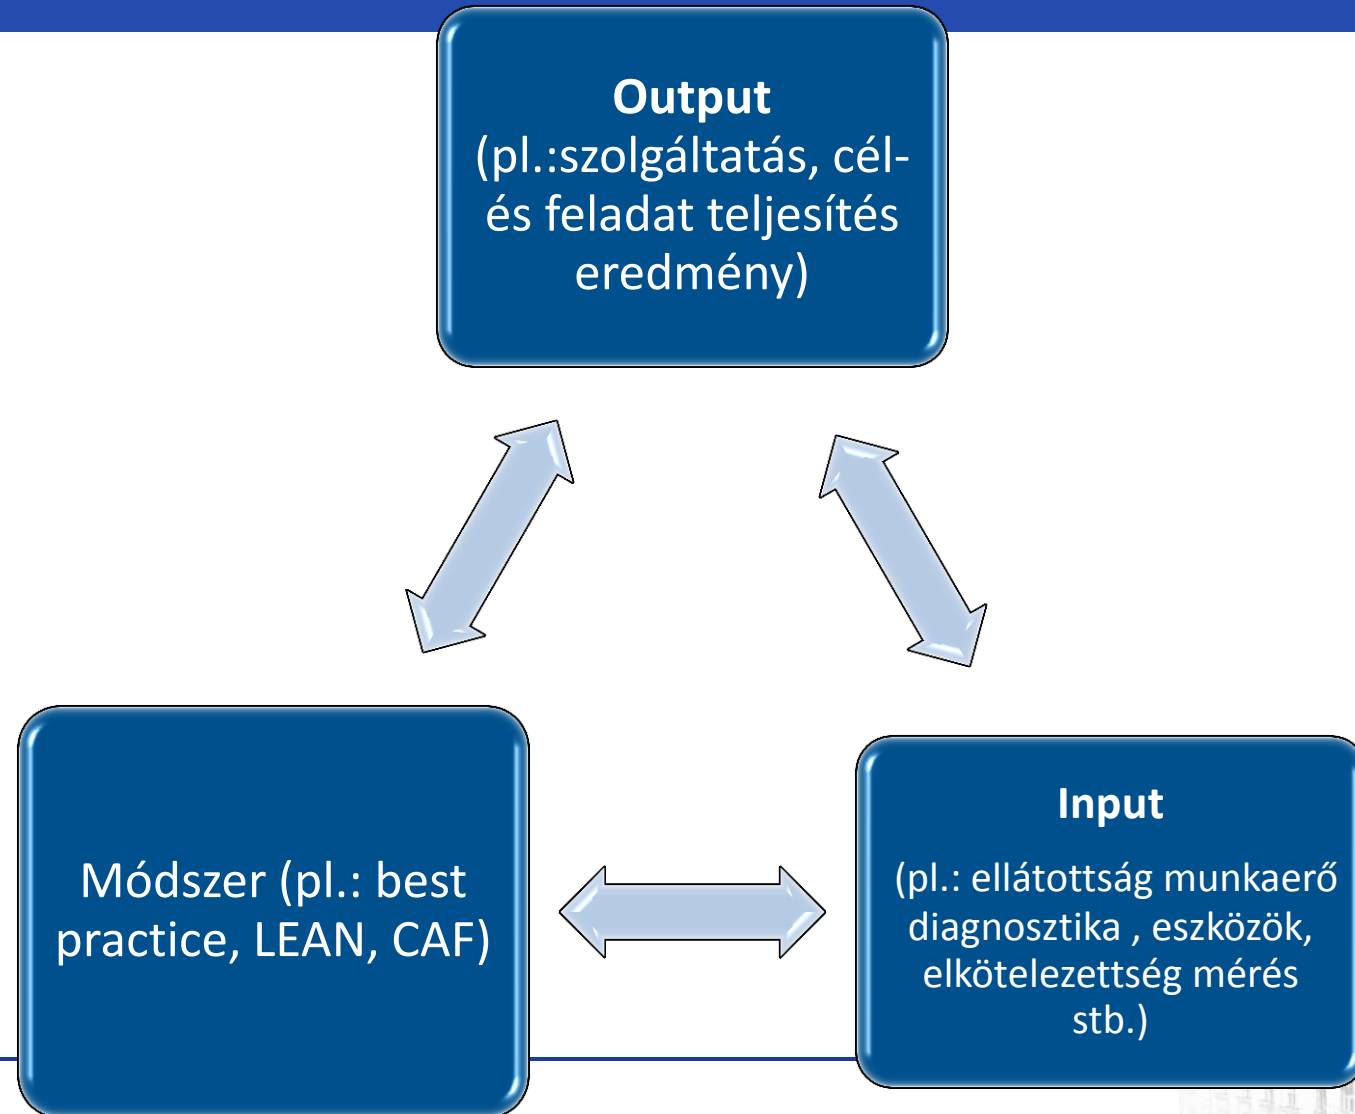 Output
(pl.:szolgáltatás, cél-
és feladat teljesítés
eredmény)
Módszer (pl.: best
practice, LEAN, CAF)
Input
(pl.: ellátottság munkaerő
diagnosztika , eszközök,
elkötelezettség mérés
stb.)